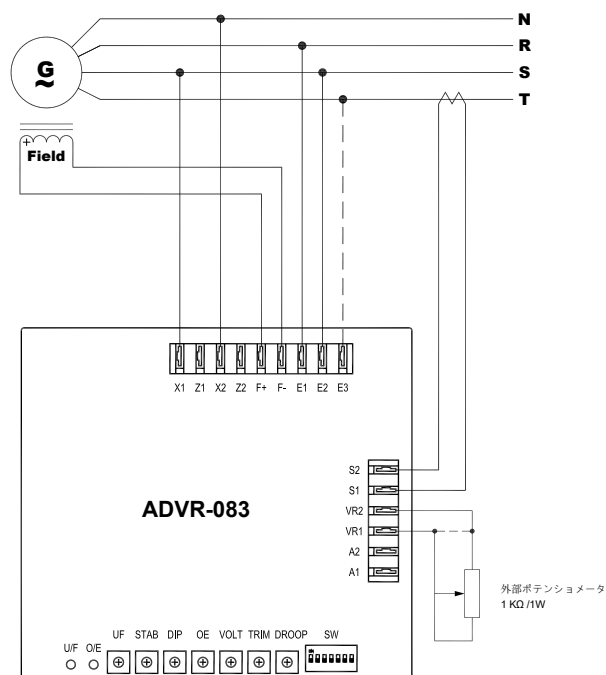 N
R
S
T
G
~
+
Field
X1 Z1 X2 Z2 F+ F- E1 E2 E3
ADVR-083
S2
S1
VR2
VR1
A2
A1
外部ポテンショメータ
1 KΩ /1W
U/F O/E UF STAB DIP OE VOLT TRIM DROOP SW
ON